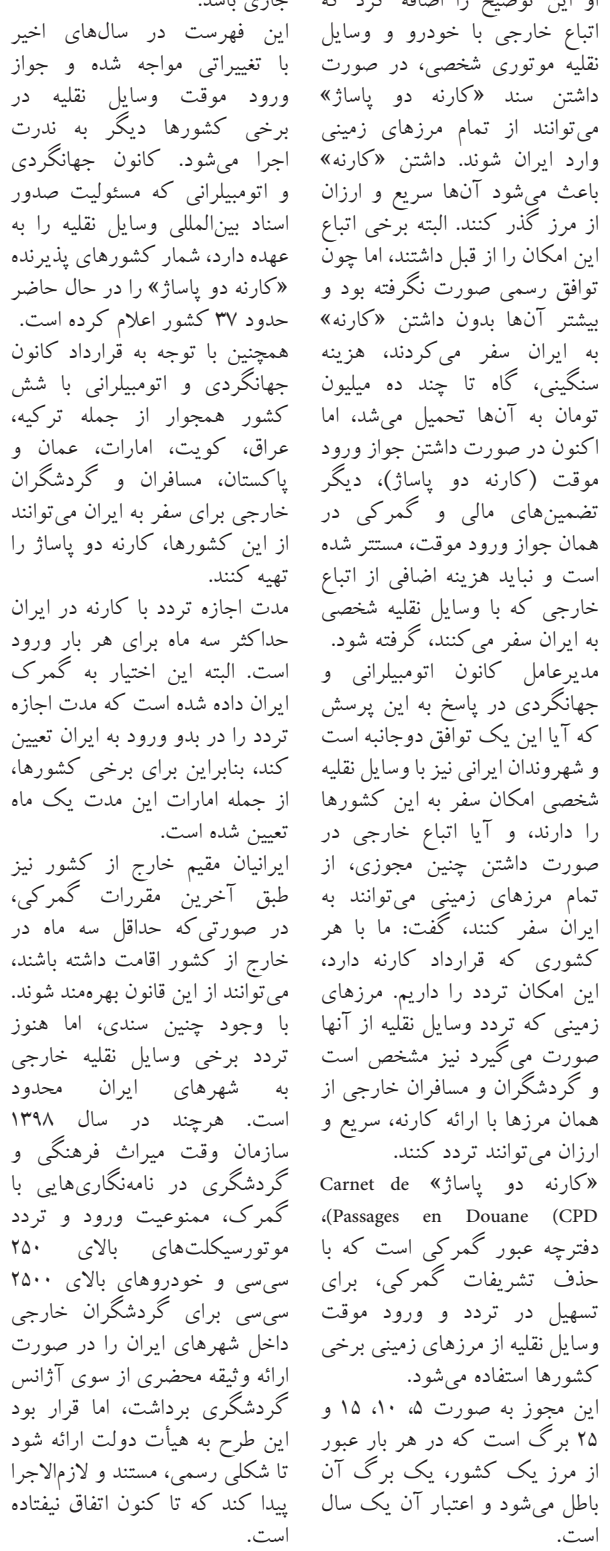 او این توضیح را اضافه کرد که
اتباع خارجی با خودرو و وسایل
نقلیه موتوری شخصی، در صورت
داشتن سند «کارنه دو پاساژ»
می‌توانند از تمام مرزهای زمینی
وارد ایران شوند. داشتن «کارنه»
باعث می‌شود آن‌ها سریع و ارزان
از مرز گذر کنند. البته برخی اتباع
این امکان را از قبل داشتند، اما چون
توافق رسمی صورت نگرفته بود و
بیشتر آن‌ها بدون داشتن «کارنه»
به ایران سفر می‌کردند، هزینه
سنگینی، گاه تا چند ده میلیون
تومان به آن‌ها تحمیل می‌شد، اما
اکنون در صورت داشتن جواز ورود
موقت (کارنه دو پاساژ)، دیگر
تضمین‌های مالی و گمرکی در
همان جواز ورود موقت، مستتر شده
است و نباید هزینه اضافی از اتباع
خارجی که با وسایل نقلیه شخصی
به ایران سفر می‌کنند، گرفته شود.
مدیرعامل کانون اتومبیلرانی و
جهانگردی در پاسخ به این پرسش
که آیا این یک توافق دوجانبه است
و شهروندان ایرانی نیز با وسایل نقلیه
شخصی امکان سفر به این کشورها
را دارند، و آیا اتباع خارجی در
صورت داشتن چنین مجوزی، از
تمام مرزهای زمینی می‌توانند به
ایران سفر کنند، گفت: ما با هر
کشوری که قرارداد کارنه دارد،
این امکان تردد را داریم. مرزهای
زمینی که تردد وسایل نقلیه از آنها
صورت می‌گیرد نیز مشخص است
و گردشگران و مسافران خارجی از
همان مرزها با ارائه کارنه، سریع و
ارزان می‌توانند تردد کنند.
«کارنه دو پاساژ» Carnet de
Passages en Douane (CPD)،
دفترچه عبور گمرکی است که با
حذف تشریفات گمرکی، برای
تسهیل در تردد و ورود موقت
وسایل نقلیه از مرزهای زمینی برخی
کشورها استفاده می‌شود.
این مجوز به صورت ۵، ۱۰، ۱۵ و
۲۵ برگ است که در هر بار عبور
از مرز یک کشور، یک برگ آن
باطل می‌شود و اعتبار آن یک سال
است.
جاری باشد.
این فهرست در سال‌های اخیر
با تغییراتی مواجه شده و جواز
ورود موقت وسایل نقلیه در
برخی کشورها دیگر به ندرت
اجرا می‌شود. کانون جهانگردی
و اتومبیلرانی که مسئولیت صدور
اسناد بین‌المللی وسایل نقلیه را به
عهده دارد، شمار کشورهای پذیرنده
«کارنه دو پاساژ» را در حال حاضر
حدود ۳۷ کشور اعلام کرده است.
همچنین با توجه به قرارداد کانون
جهانگردی و اتومبیلرانی با شش
کشور همجوار از جمله ترکیه،
عراق، کویت، امارات، عمان و
پاکستان، مسافران و گردشگران
خارجی برای سفر به ایران می‌توانند
از این کشورها، کارنه دو پاساژ را
تهیه کنند.
مدت اجازه تردد با کارنه در ایران
حداکثر سه ماه برای هر بار ورود
است. البته این اختیار به گمرک
ایران داده شده است که مدت اجازه
تردد را در بدو ورود به ایران تعیین
کند، بنابراین برای برخی کشورها،
از جمله امارات این مدت یک ماه
تعیین شده است.
ایرانیان مقیم خارج از کشور نیز
طبق آخرین مقررات گمرکی،
در صورتی‌که حداقل سه ماه در
خارج از کشور اقامت داشته باشند،
می‌توانند از این قانون بهره‌مند شوند.
با وجود چنین سندی، اما هنوز
تردد برخی وسایل نقلیه خارجی
به شهرهای ایران محدود
است. هرچند در سال ۱۳۹۸
سازمان وقت میراث فرهنگی و
گردشگری در نامه‌نگاری‌هایی با
گمرک، ممنوعیت ورود و تردد
موتورسیکلت‌های بالای ۲۵۰
سی‌سی و خودروهای بالای ۲۵۰۰
سی‌سی برای گردشگران خارجی
داخل شهرهای ایران را در صورت
ارائه وثیقه محضری از سوی آژانس
گردشگری برداشت، اما قرار بود
این طرح به هیأت دولت ارائه شود
تا شکلی رسمی، مستند و لازم‌الاجرا
پیدا کند که تا کنون اتفاق نیفتاده
است.